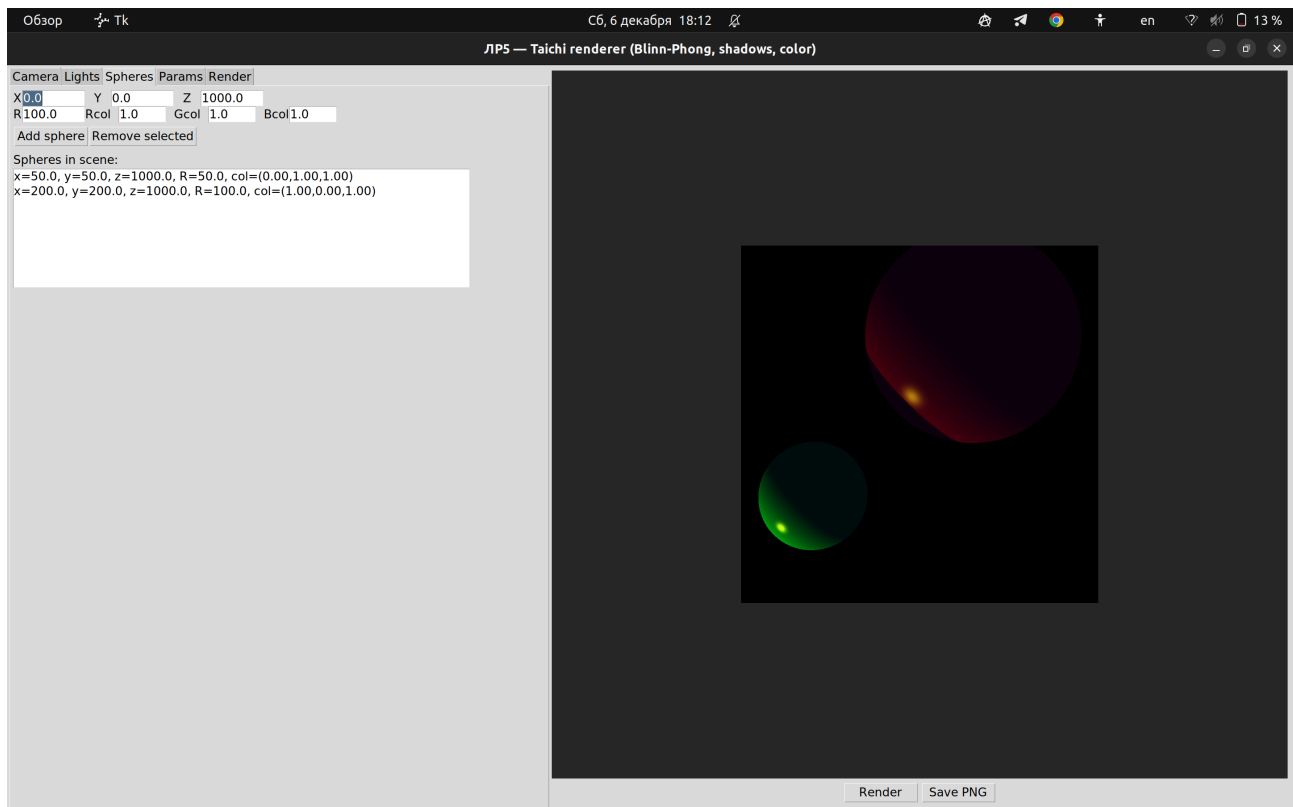 Обзор Tk Сб, 6 декабря 18:12 en 13 %
ЛР5 — Taichi renderer (Blinn-Phong, shadows, color)
Camera Lights Spheres Params Render
X 0.0 Y 0.0 Z 1000.0
R 100.0 Rcol 1.0 Gcol 1.0 Bcol 1.0
Add sphere Remove selected
Spheres in scene:
x=50.0, y=50.0, z=1000.0, R=50.0, col=(0.00,1.00,1.00)
x=200.0, y=200.0, z=1000.0, R=100.0, col=(1.00,0.00,1.00)
Render Save PNG